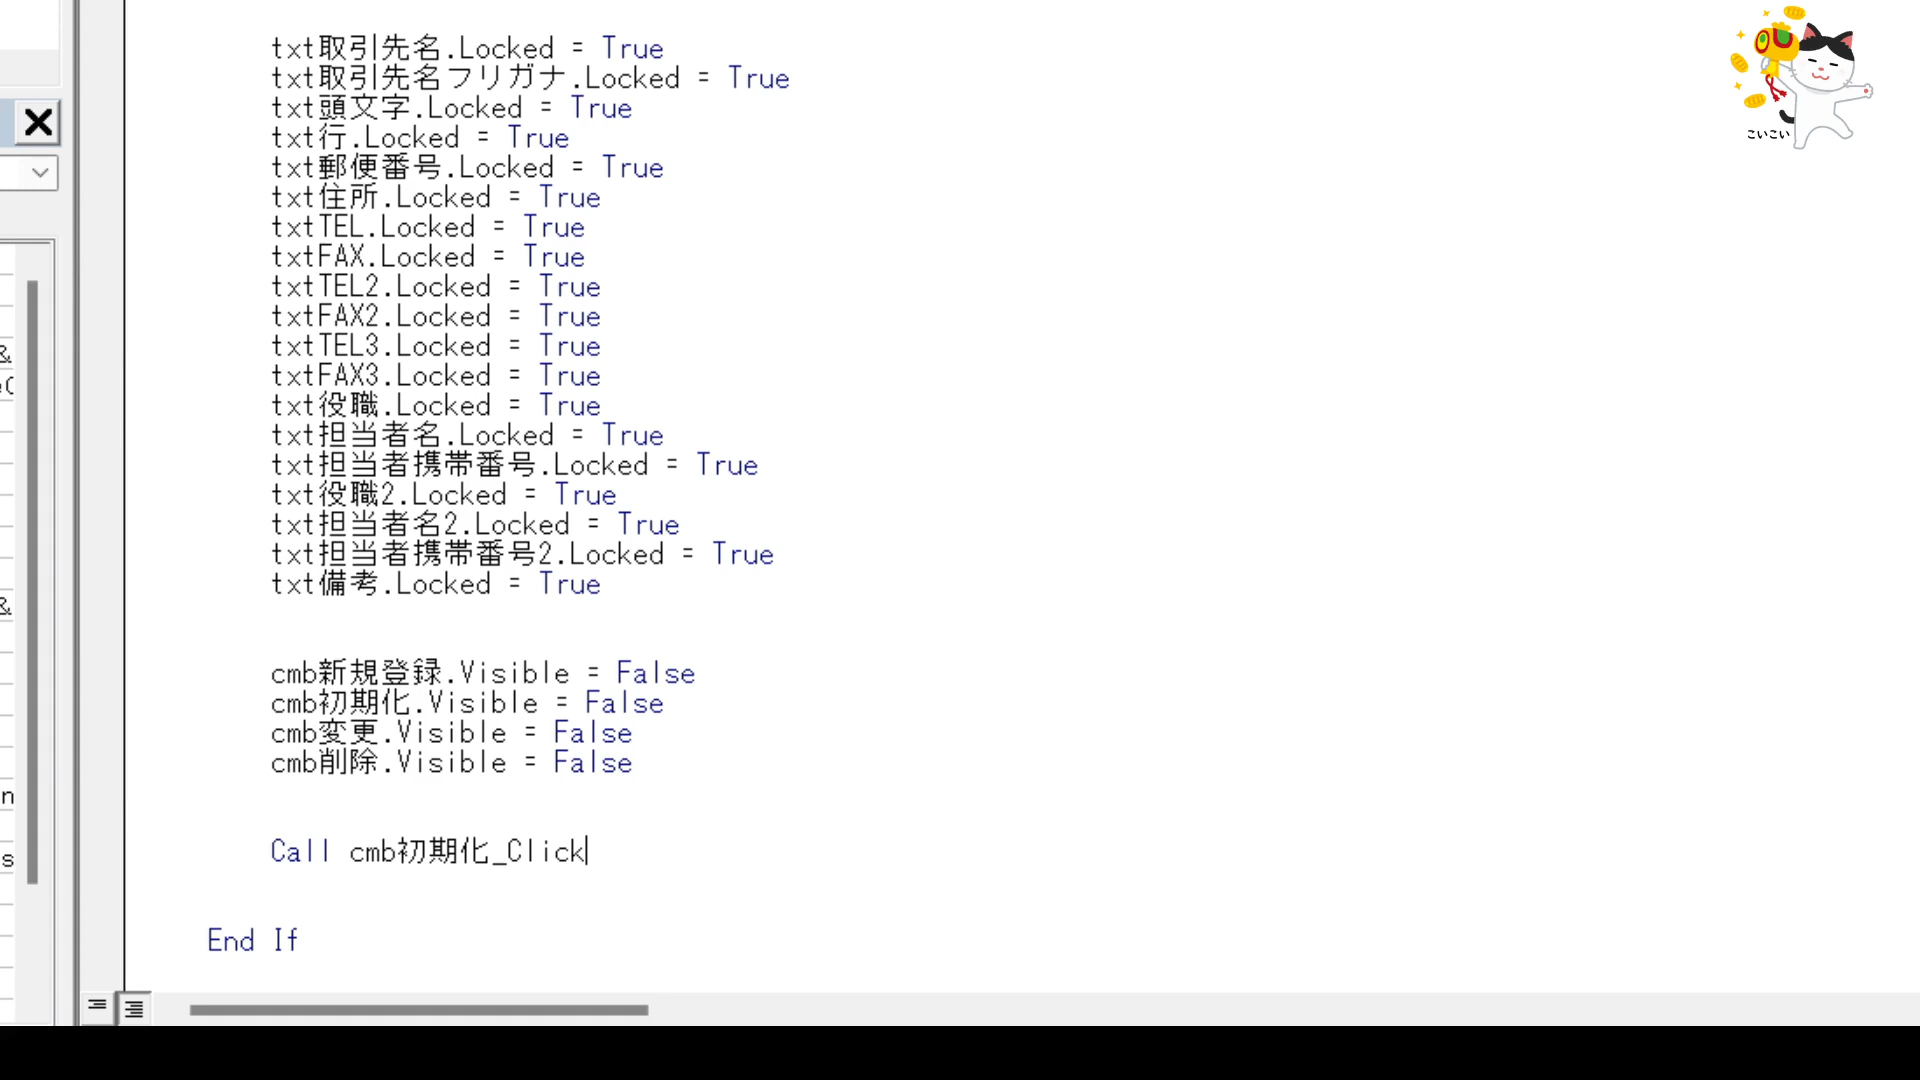 txt取引先名.Locked = True
txt取引先名フリガナ.Locked = True
txt頭文字.Locked = True
txt行.Locked = True
txt郵便番号.Locked = True
txt住所.Locked = True
txtTEL.Locked = True
txtFAX.Locked = True
txtTEL2.Locked = True
txtFAX2.Locked = True
txtTEL3.Locked = True
txtFAX3.Locked = True
txt役職.Locked = True
txt担当者名.Locked = True
txt担当者携帯番号.Locked = True
txt役職2.Locked = True
txt担当者名2.Locked = True
txt担当者携帯番号2.Locked = True
txt備考.Locked = True
cmb新規登録.Visible = False
cmb初期化.Visible = False
cmb変更.Visible = False
cmb削除.Visible = False
Call cmb初期化_Click
End If
こいこい